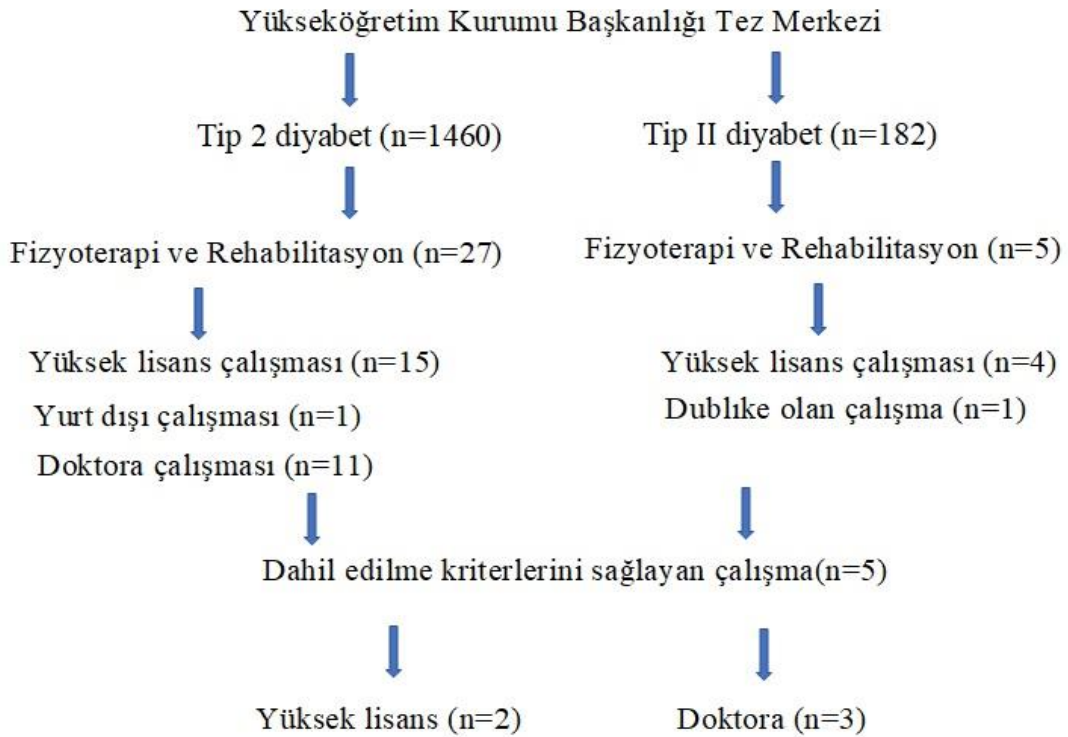 Yükseköğretim Kurumu Başkanlığı Tez Merkezi
Tip 2 diyabet (n=1460)
Tip II diyabet (n=182)
Fizyoterapi ve Rehabilitasyon (n=27)
Fizyoterapi ve Rehabilitasyon (n=5)
Yüksek lisans çalışması (n=15)
Yurt dışı çalışması (n=1)
Doktora çalışması (n=11)
Yüksek lisans çalışması (n=4)
Dublıke olan çalışma (n=1)
Dahil edilme kriterlerini sağlayan çalışma(n=5)
Yüksek lisans (n=2)
Doktora (n=3)